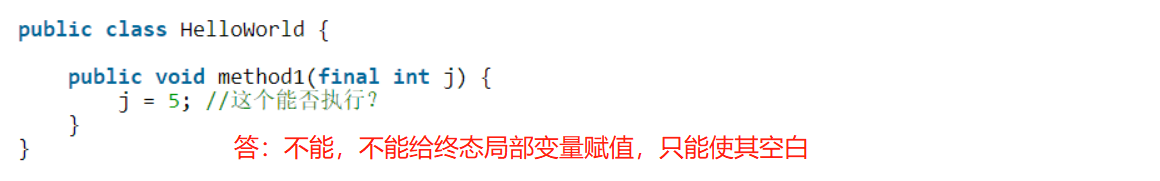 public class HelloWorld {
public void method1(final int j) {
j = 5; //这个能否执行?
}
}
答：不能，不能给终态局部变量赋值，只能使其空白